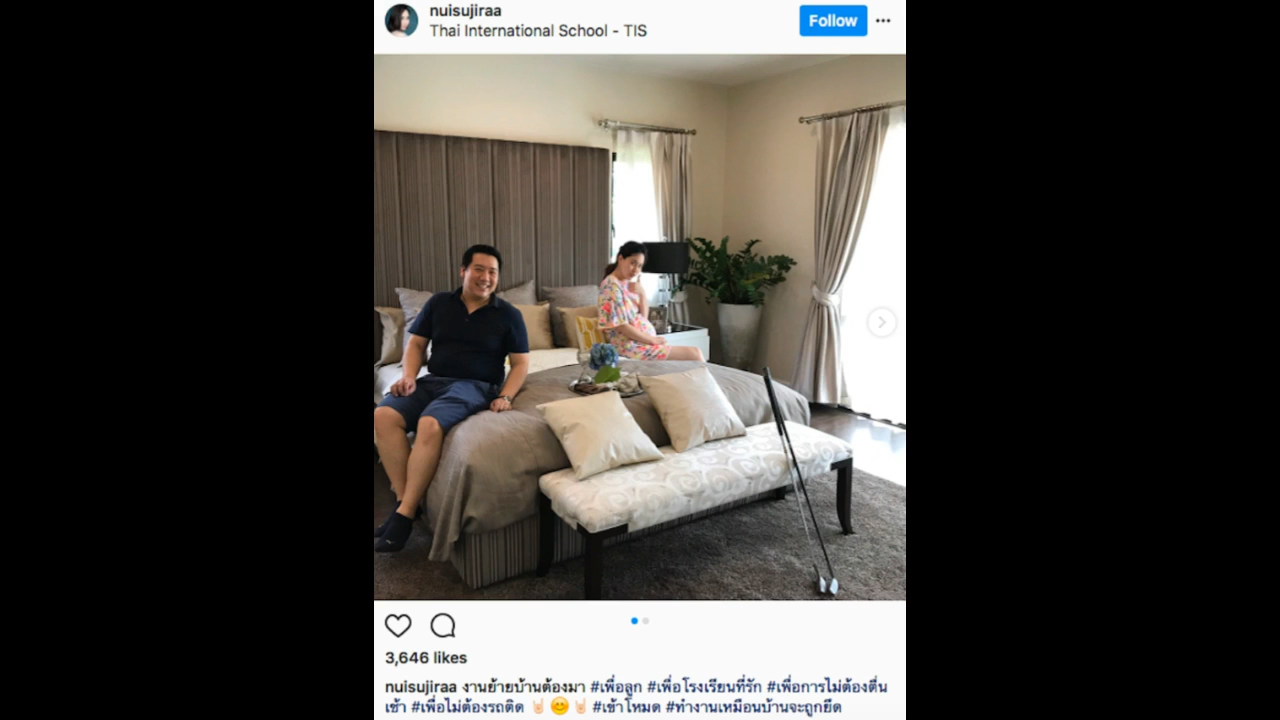 nuisujiraa
Thai International School - TIS
Follow
3,646 likes
nuisujiraa งานย้ายบ้านต้องมา #เพื่อลูก #เพื่อโรงเรียนที่รัก #เพื่อการไม่ต้องตื่น
เช้า #เพื่อไม่ต้องรถติด 🤘🏻😊🤘🏻 #เข้าโหมด #ทำงานเหมือนบ้านจะถูกยึด